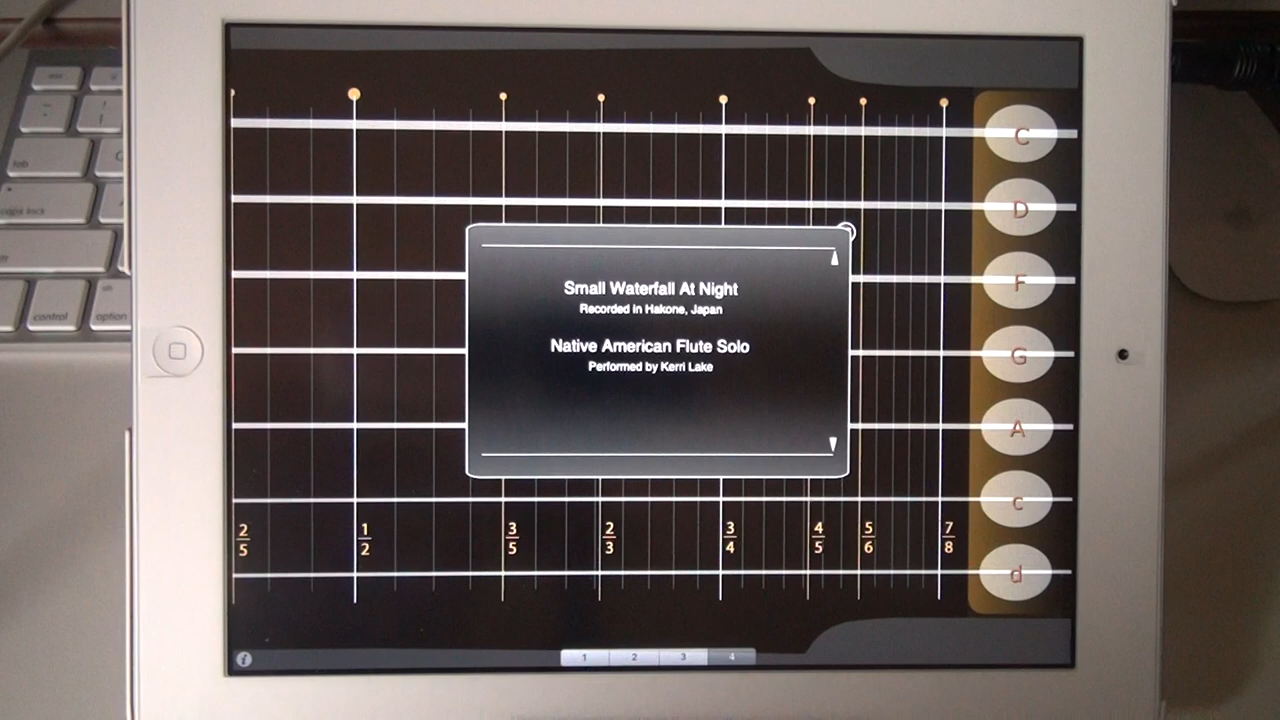 C
D
F
G
A
c
d
Small Waterfall At Night
Recorded in Hakone, Japan
Native American Flute Solo
Performed by Kerri Lake
2/5 1/2 3/5 2/3 3/4 4/5 5/6 7/8
i
1 2 3 4
tab
caps lock
control
option